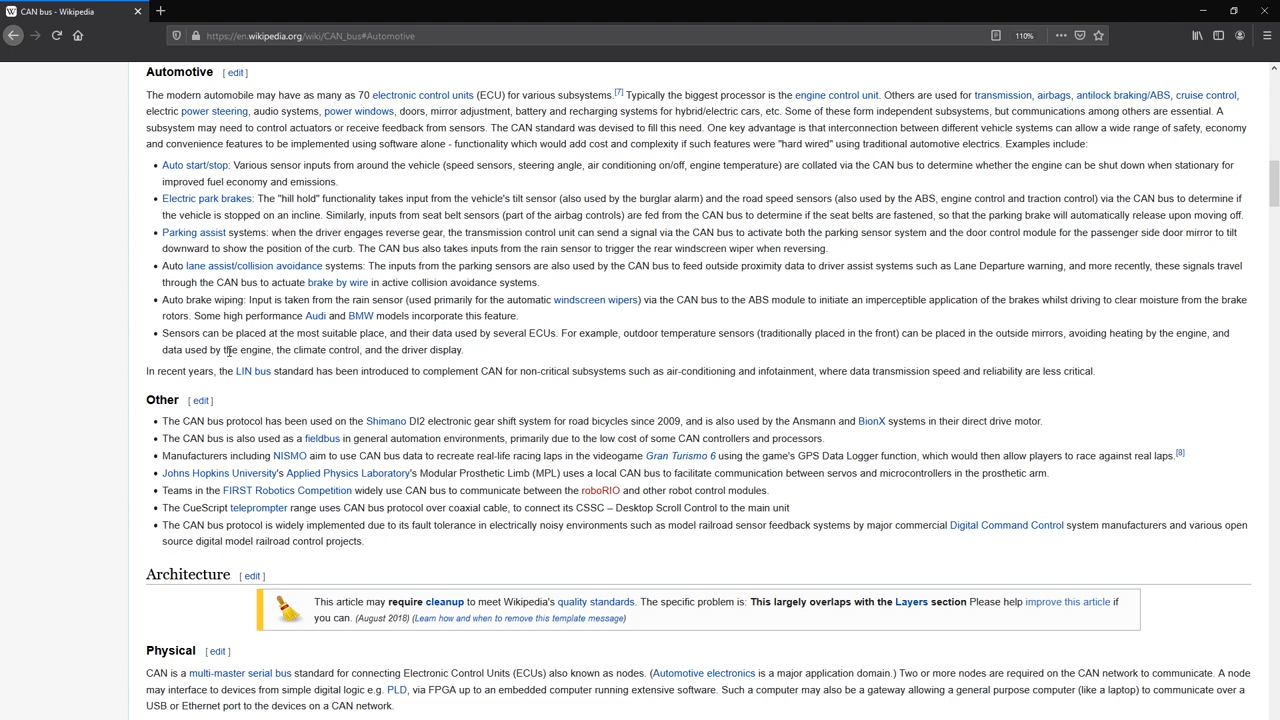 CAN bus - Wikipedia
https://en.wikipedia.org/wiki/CAN_bus#Automotive
110%
Automotive [ edit ]
The modern automobile may have as many as 70 electronic control units (ECU) for various subsystems.[7] Typically the biggest processor is the engine control unit. Others are used for transmission, airbags, antilock braking/ABS, cruise control,
electric power steering, audio systems, power windows, doors, mirror adjustment, battery and recharging systems for hybrid/electric cars, etc. Some of these form independent subsystems, but communications among others are essential. A
subsystem may need to control actuators or receive feedback from sensors. The CAN standard was devised to fill this need. One key advantage is that interconnection between different vehicle systems can allow a wide range of safety, economy
and convenience features to be implemented using software alone - functionality which would add cost and complexity if such features were "hard wired" using traditional automotive electrics. Examples include:
• Auto start/stop: Various sensor inputs from around the vehicle (speed sensors, steering angle, air conditioning on/off, engine temperature) are collated via the CAN bus to determine whether the engine can be shut down when stationary for
improved fuel economy and emissions.
• Electric park brakes: The "hill hold" functionality takes input from the vehicle's tilt sensor (also used by the burglar alarm) and the road speed sensors (also used by the ABS, engine control and traction control) via the CAN bus to determine if
the vehicle is stopped on an incline. Similarly, inputs from seat belt sensors (part of the airbag controls) are fed from the CAN bus to determine if the seat belts are fastened, so that the parking brake will automatically release upon moving off.
• Parking assist systems: when the driver engages reverse gear, the transmission control unit can send a signal via the CAN bus to activate both the parking sensor system and the door control module for the passenger side door mirror to tilt
downward to show the position of the curb. The CAN bus also takes inputs from the rain sensor to trigger the rear windscreen wiper when reversing.
• Auto lane assist/collision avoidance systems: The inputs from the parking sensors are also used by the CAN bus to feed outside proximity data to driver assist systems such as Lane Departure warning, and more recently, these signals travel
through the CAN bus to actuate brake by wire in active collision avoidance systems.
• Auto brake wiping: Input is taken from the rain sensor (used primarily for the automatic windscreen wipers) via the CAN bus to the ABS module to initiate an imperceptible application of the brakes whilst driving to clear moisture from the brake
rotors. Some high performance Audi and BMW models incorporate this feature.
• Sensors can be placed at the most suitable place, and their data used by several ECUs. For example, outdoor temperature sensors (traditionally placed in the front) can be placed in the outside mirrors, avoiding heating by the engine, and
data used by the engine, the climate control, and the driver display.
In recent years, the LIN bus standard has been introduced to complement CAN for non-critical subsystems such as air-conditioning and infotainment, where data transmission speed and reliability are less critical.
Other [ edit ]
• The CAN bus protocol has been used on the Shimano DI2 electronic gear shift system for road bicycles since 2009, and is also used by the Ansmann and BionX systems in their direct drive motor.
• The CAN bus is also used as a fieldbus in general automation environments, primarily due to the low cost of some CAN controllers and processors.
• Manufacturers including NISMO aim to use CAN bus data to recreate real-life racing laps in the videogame Gran Turismo 6 using the game's GPS Data Logger function, which would then allow players to race against real laps.[8]
• Johns Hopkins University's Applied Physics Laboratory's Modular Prosthetic Limb (MPL) uses a local CAN bus to facilitate communication between servos and microcontrollers in the prosthetic arm.
• Teams in the FIRST Robotics Competition widely use CAN bus to communicate between the roboRIO and other robot control modules.
• The CueScript teleprompter range uses CAN bus protocol over coaxial cable, to connect its CSSC – Desktop Scroll Control to the main unit
• The CAN bus protocol is widely implemented due to its fault tolerance in electrically noisy environments such as model railroad sensor feedback systems by major commercial Digital Command Control system manufacturers and various open
source digital model railroad control projects.
Architecture [ edit ]
This article may require cleanup to meet Wikipedia's quality standards. The specific problem is: This largely overlaps with the Layers section Please help improve this article if
you can. (August 2018) (Learn how and when to remove this template message)
Physical [ edit ]
CAN is a multi-master serial bus standard for connecting Electronic Control Units (ECUs) also known as nodes. (Automotive electronics is a major application domain.) Two or more nodes are required on the CAN network to communicate. A node
may interface to devices from simple digital logic e.g. PLD, via FPGA up to an embedded computer running extensive software. Such a computer may also be a gateway allowing a general purpose computer (like a laptop) to communicate over a
USB or Ethernet port to the devices on a CAN network.